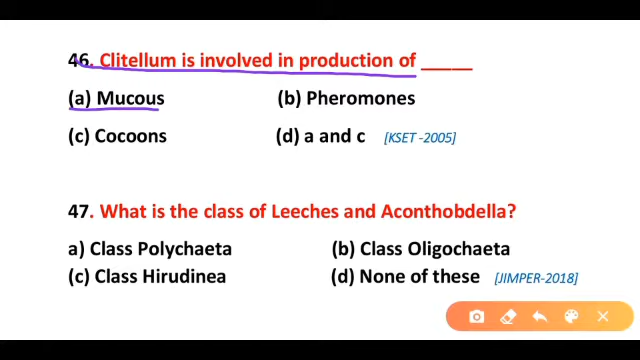 46. Clitellum is involved in production of _____
(a) Mucous (b) Pheromones
(c) Cocoons (d) a and c [KSET -2005]
47. What is the class of Leeches and Aconthobdella?
a) Class Polychaeta (b) Class Oligochaeta
(c) Class Hirudinea (d) None of these [JIMPER-2018]